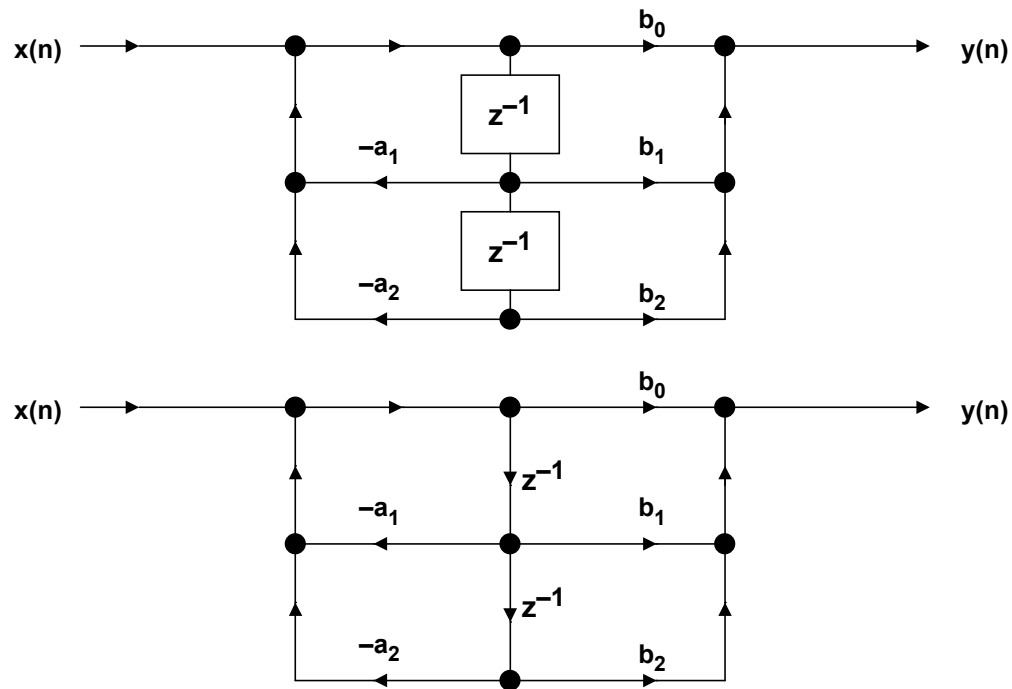 b₀
x(n) y(n)
z⁻¹
–a₁ b₁
z⁻¹
–a₂ b₂
b₀
x(n) y(n)
z⁻¹
–a₁ b₁
z⁻¹
–a₂ b₂